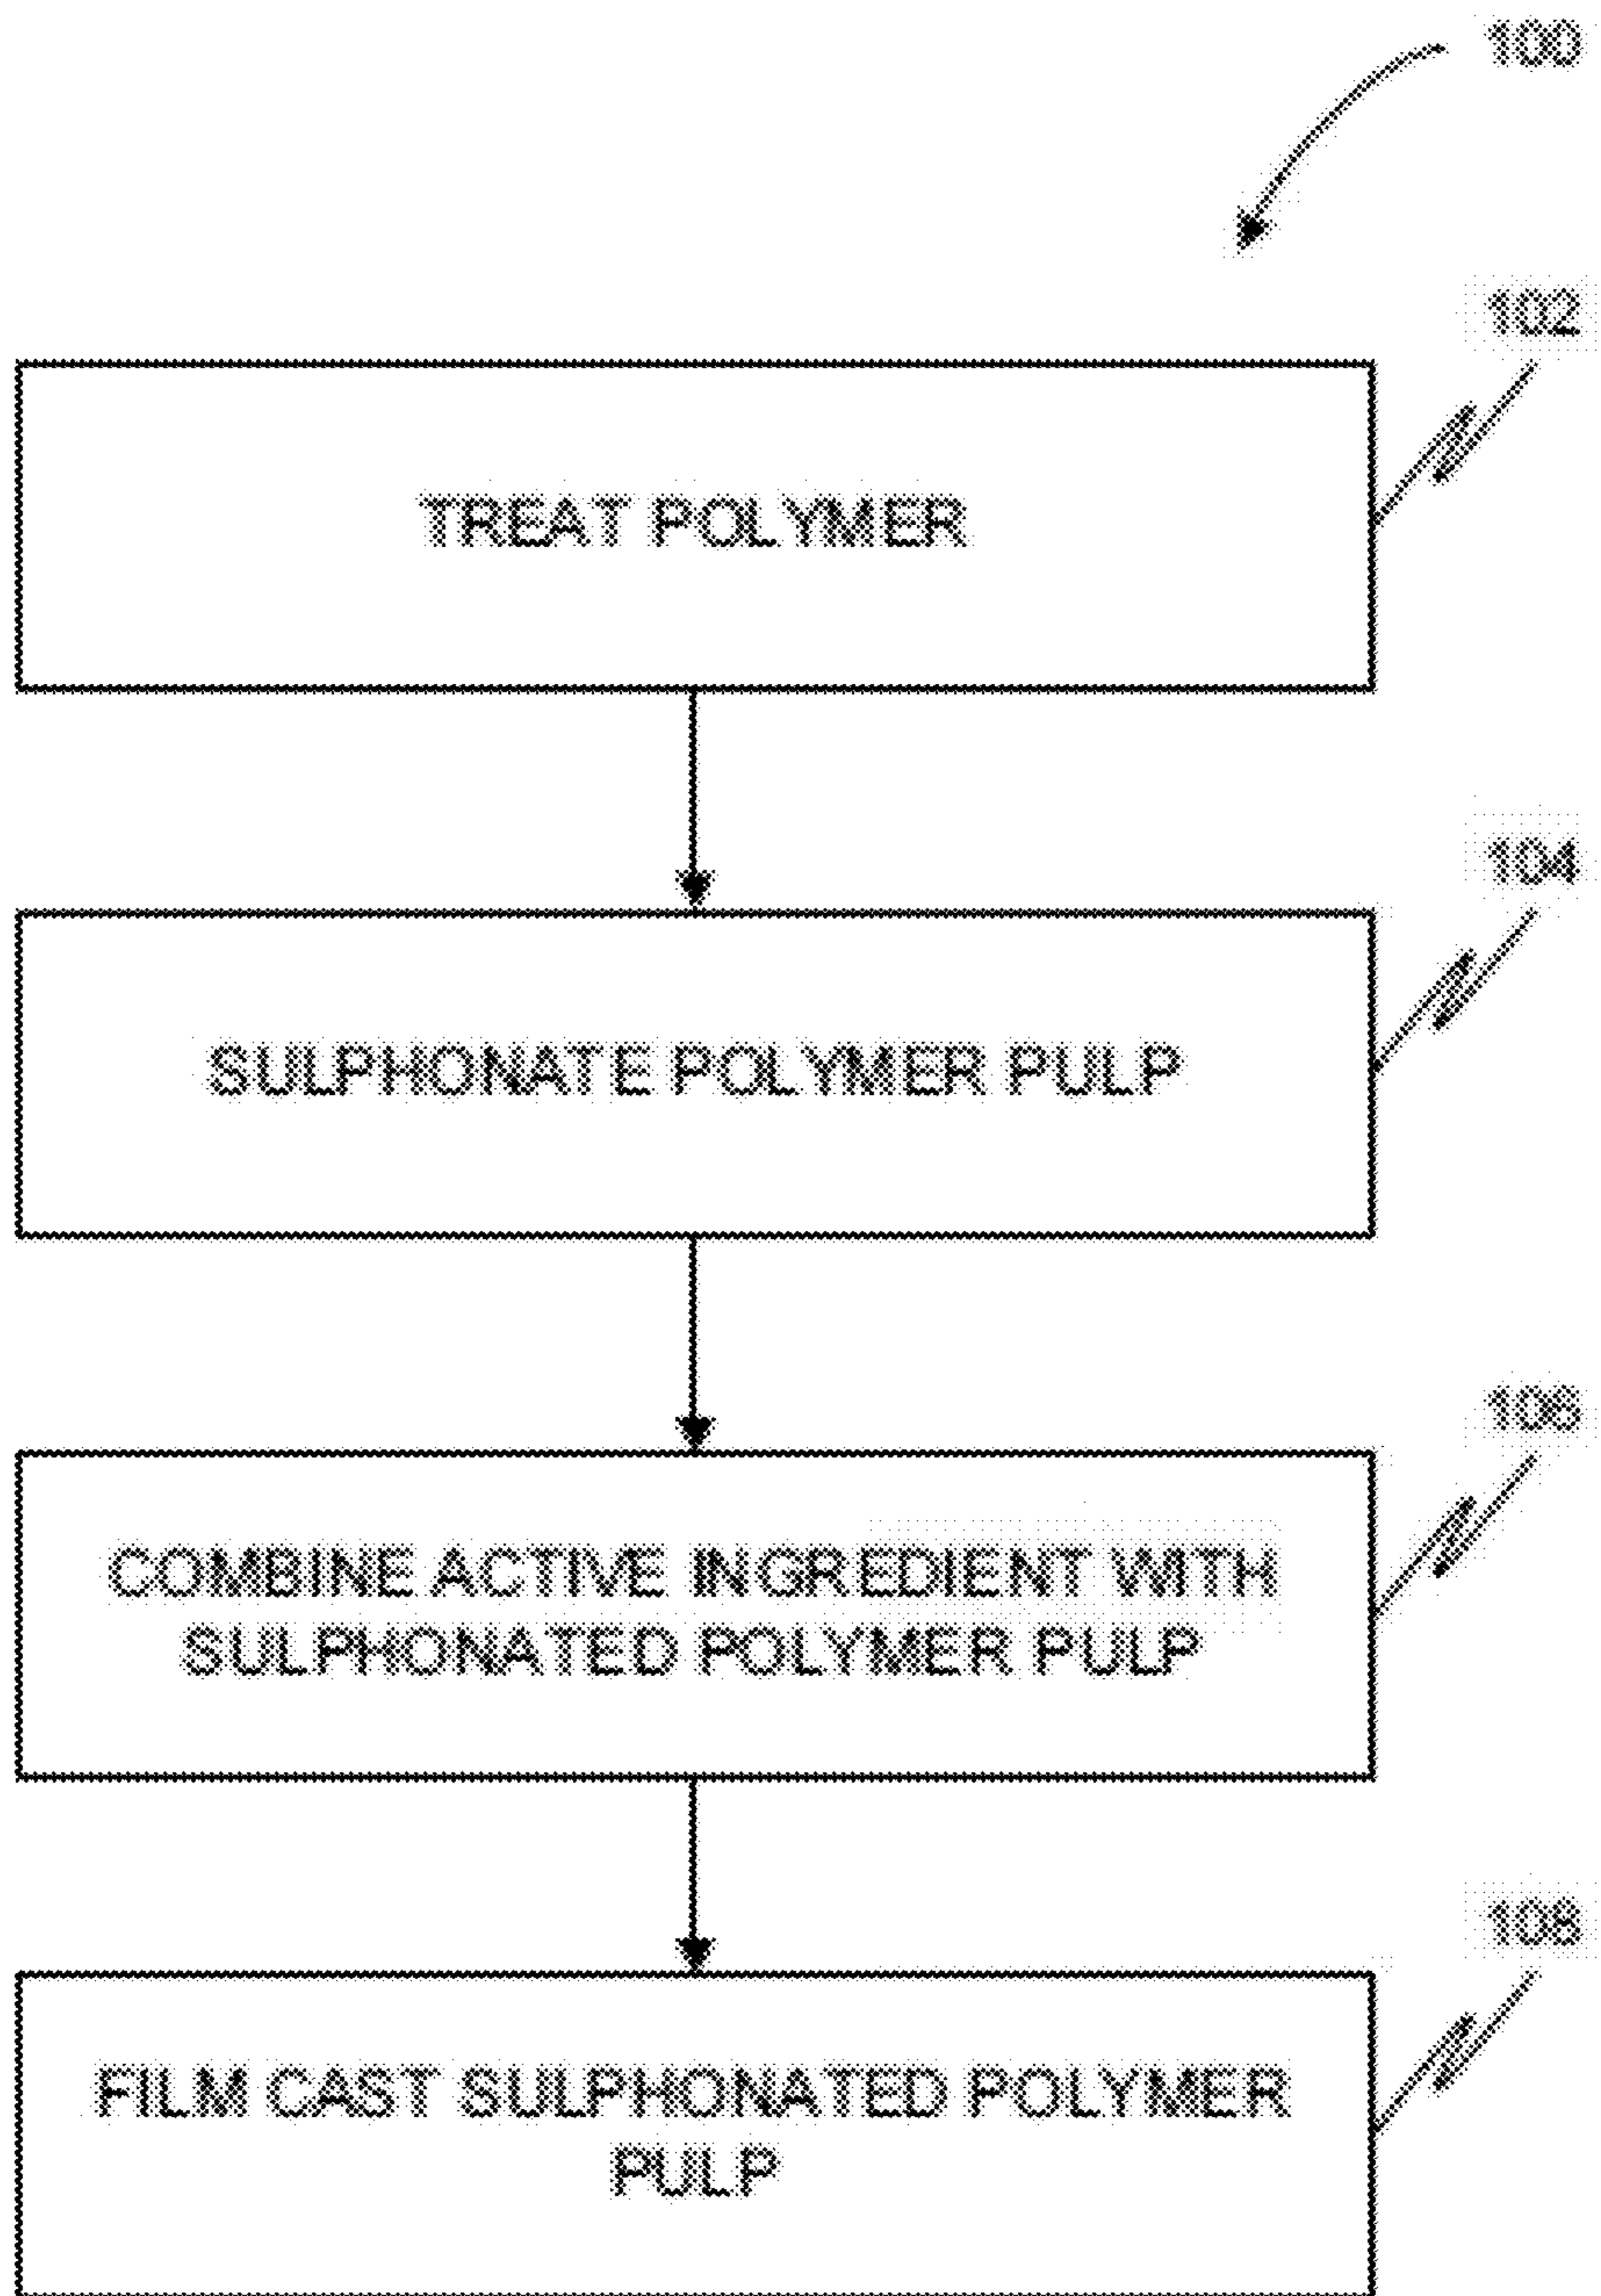 100
102
TREAT POLYMER
104
SULPHONATE POLYMER PULP
106
COMBINE ACTIVE INGREDIENT WITH
SULPHONATED POLYMER PULP
108
FILM CAST SULPHONATED POLYMER
PULP